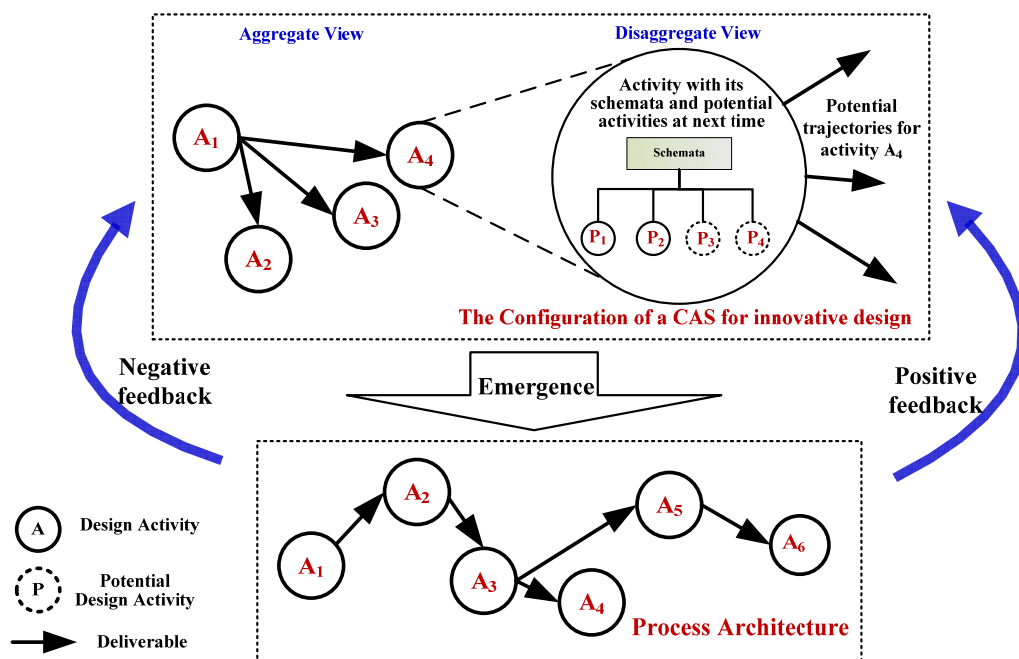 Aggregate View
Disaggregate View
Activity with its
schemata and potential
activities at next time
Schemata
P1
P2
P3
P4
Potential
trajectories for
activity A4
A1
A4
A3
A2
The Configuration of a CAS for innovative design
Negative
feedback
Emergence
Positive
feedback
A1
A2
A3
A4
A5
A6
Process Architecture
A
Design Activity
P
Potential
Design Activity
Deliverable